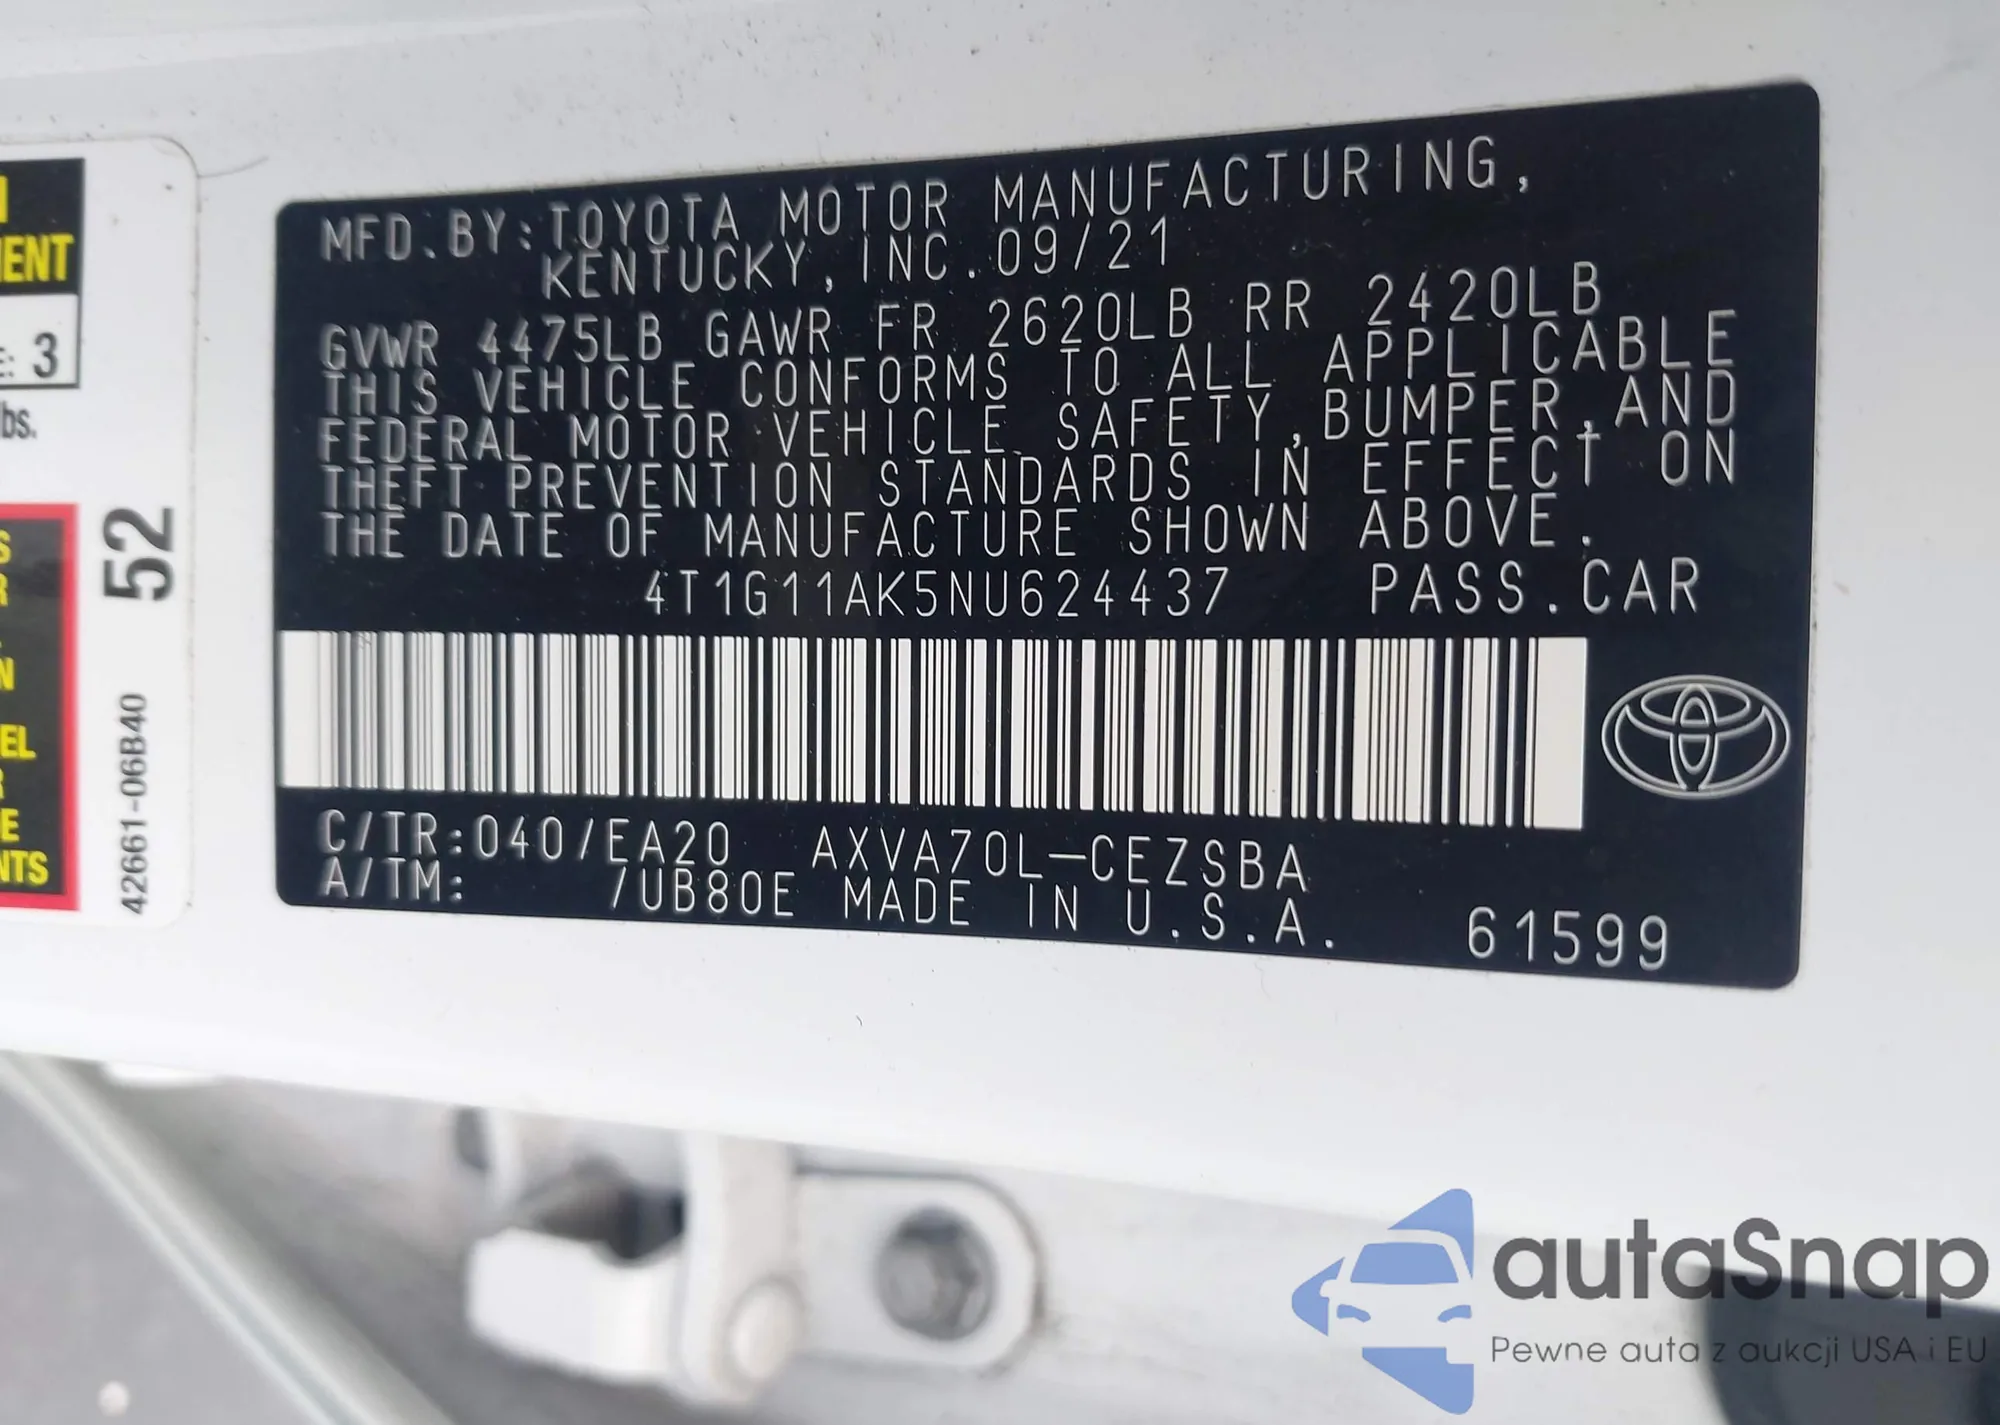 MFD.BY:TOYOTA MOTOR MANUFACTURING,
KENTUCKY, INC.09/21
GVWR 4475LB GAWR FR 2620LB RR 2420LB
THIS VEHICLE CONFORMS TO ALL APPLICABLE
FEDERAL MOTOR VEHICLE SAFETY,BUMPER,AND
THEFT PREVENTION STANDARDS IN EFFECT ON
THE DATE OF MANUFACTURE SHOWN ABOVE.
4T1G11AK5NU624437 PASS.CAR
C/TR:040/EA20 AXVA70L-CEZSBA
A/TM: /UB80E MADE IN U.S.A. 61599
52
42661-06B40
3
lbs.
autaSnap
Pewne auta z aukcji USA i EU